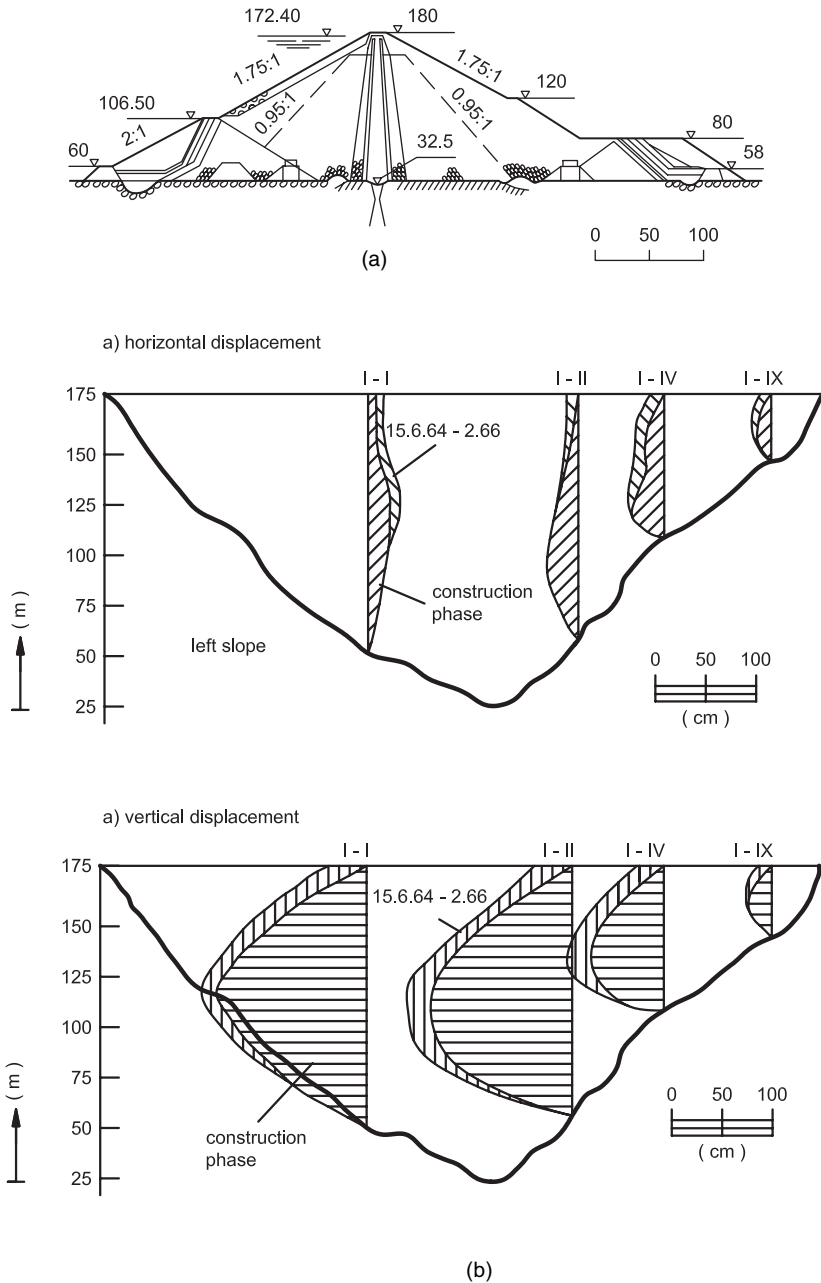 172.40 180
1.75:1 1.75:1
106.50 120
2:1 0.95:1 0.95:1
60 32.5 80
58
0 50 100
(a)
a) horizontal displacement
I - I I - II I - IV I - IX
175
15.6.64 - 2.66
150
125
100
construction
phase
75
left slope
50
25
( m )
0 50 100
( cm )
a) vertical displacement
I - I I - II I - IV I - IX
175
15.6.64 - 2.66
150
125
100
75
50
25
( m )
construction
phase
0 50 100
( cm )
(b)